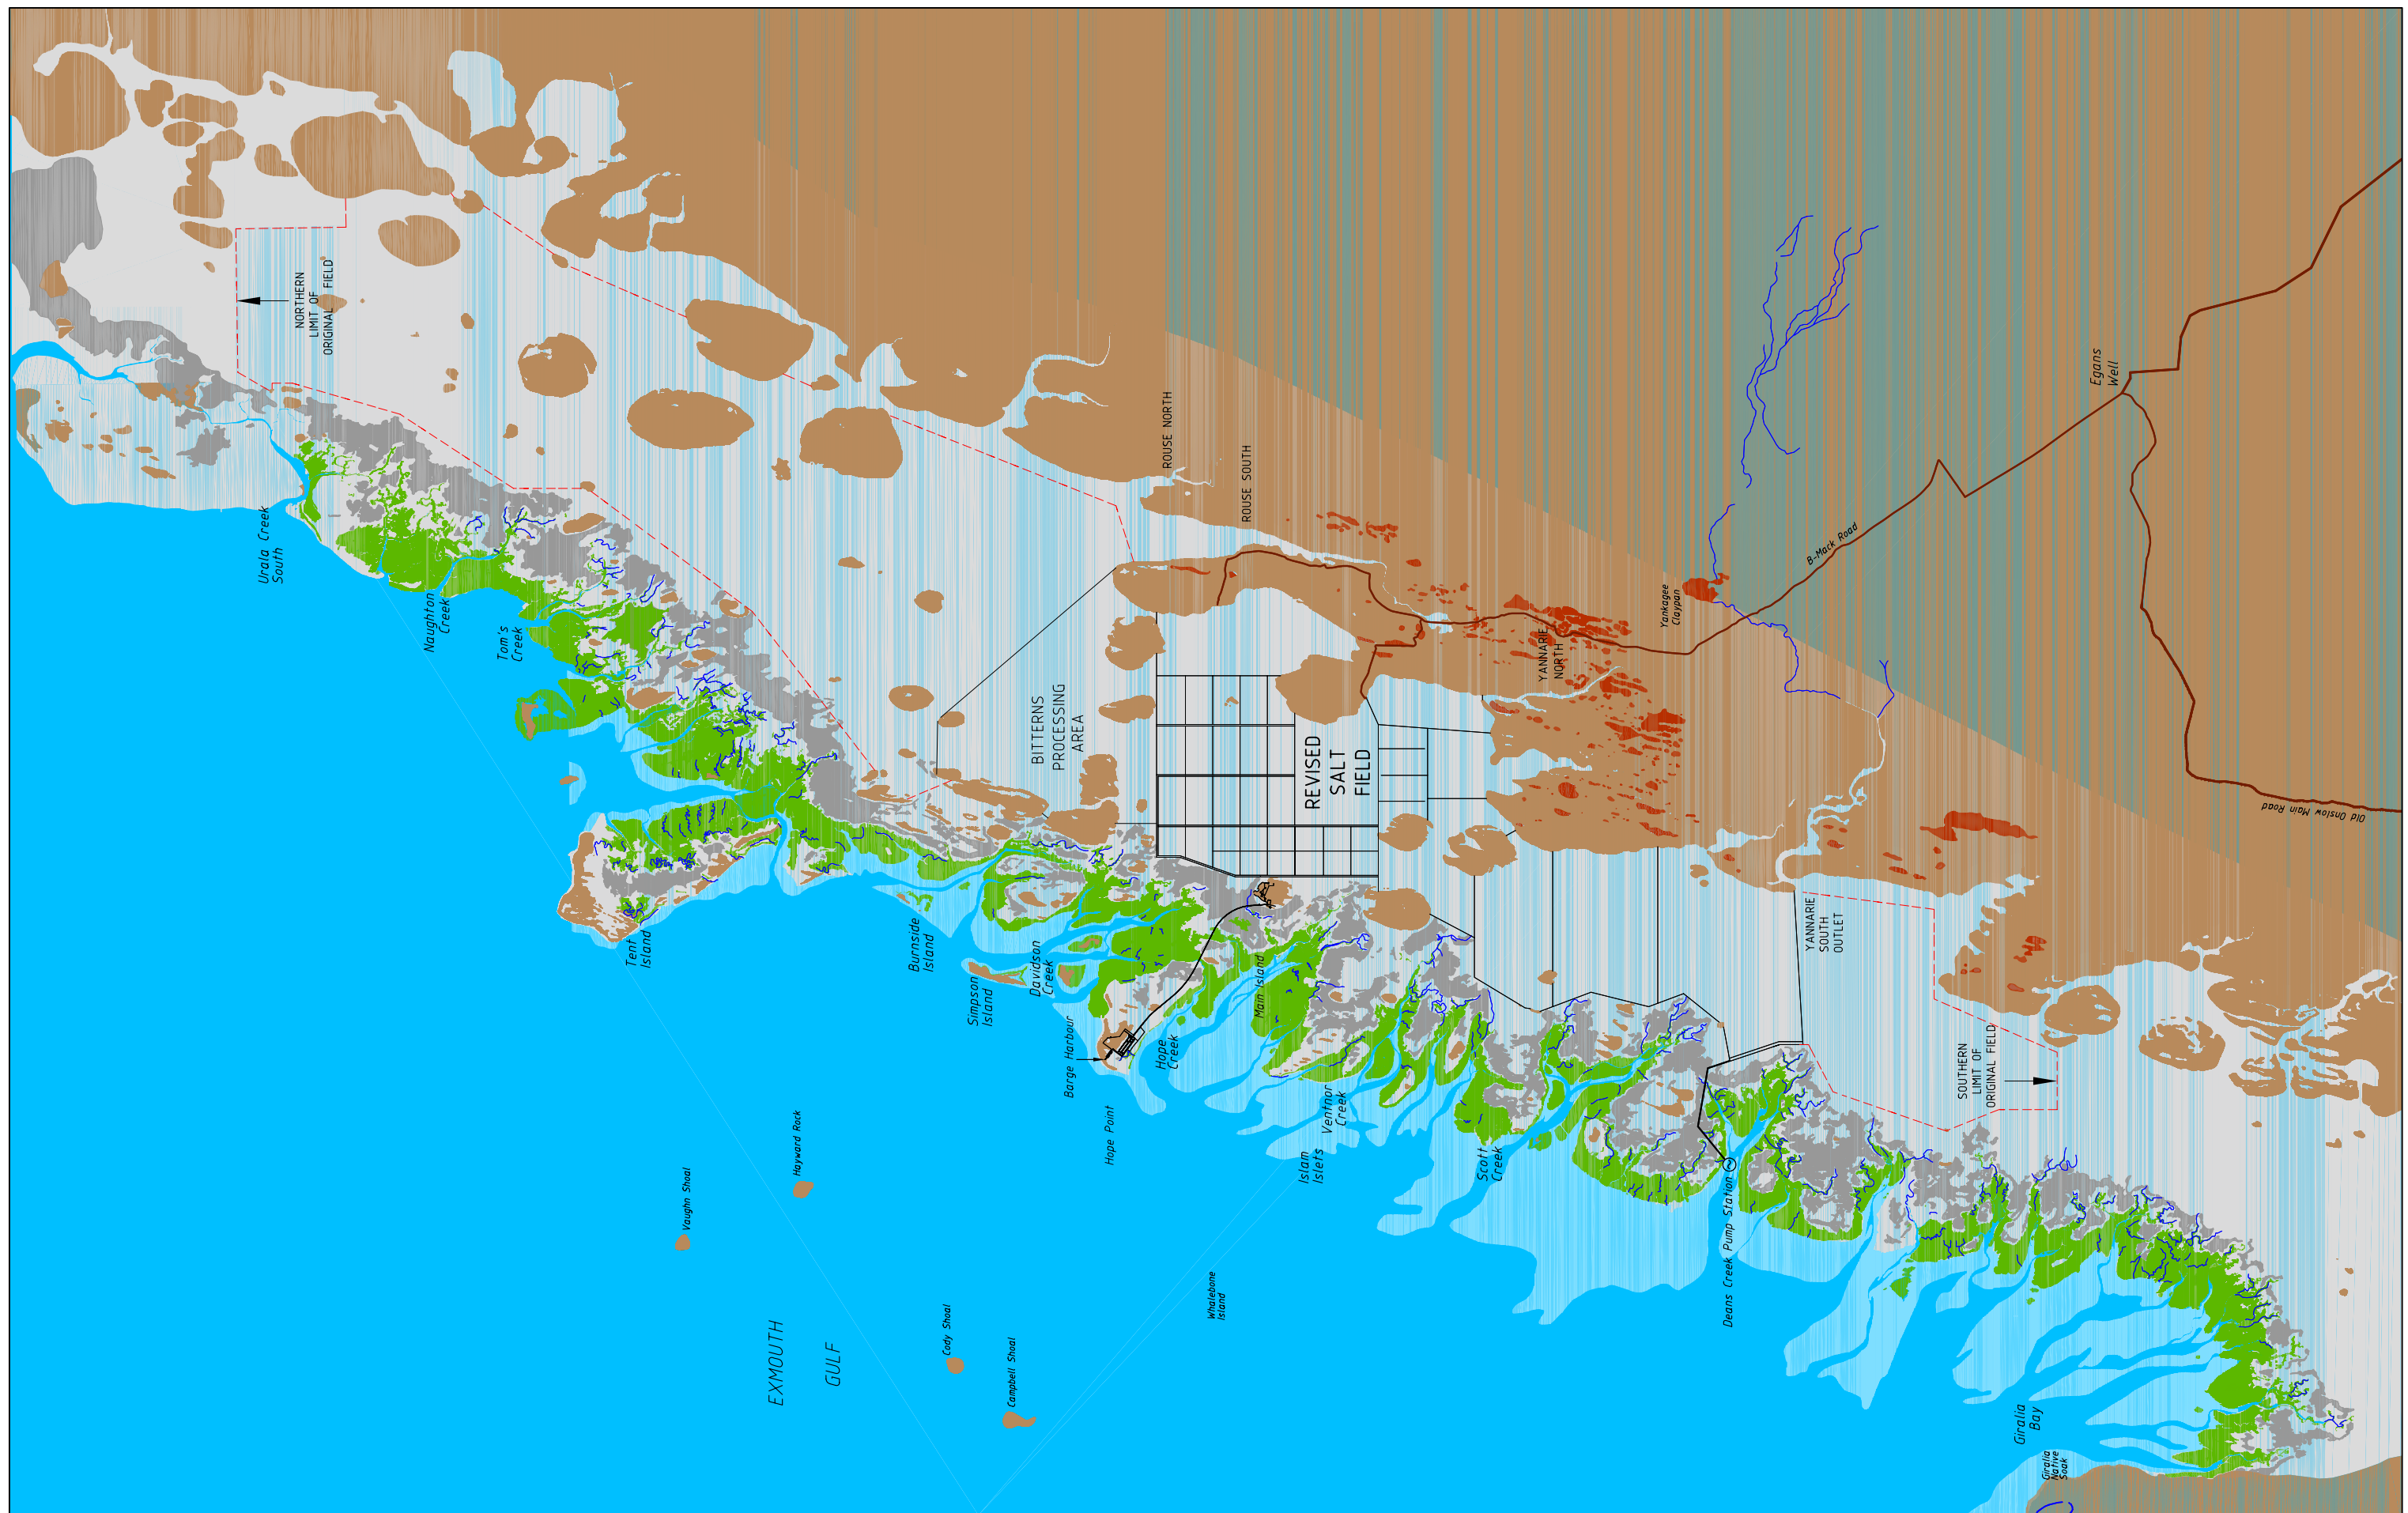 NORTHERN
LIMIT OF
ORIGINAL FIELD
Urala Creek
South
Naughton
Creek
Tom's
Creek
Tent
Island
Burnside
Island
Simpson
Island
Davidson
Creek
Barge Harbour
Hope Point
Hope
Creek
Main Island
Islam
Islets
Ventnor
Creek
Scott
Creek
Deans Creek Pump Station
Giralia
Bay
Giralia
Native
Soak
Vaughn Shoal
Hayward Rock
Cody Shoal
Campbell Shoal
Whalebone
Island
EXMOUTH
GULF
BITTERNS
PROCESSING
AREA
REVISED
SALT
FIELD
ROUSE NORTH
ROUSE SOUTH
YANNARIE
NORTH
Yankagee
Claypan
B-Mack Road
Egans
Well
Old Onslow Main Road
YANNARIE
SOUTH
OUTLET
SOUTHERN
LIMIT OF
ORIGINAL FIELD